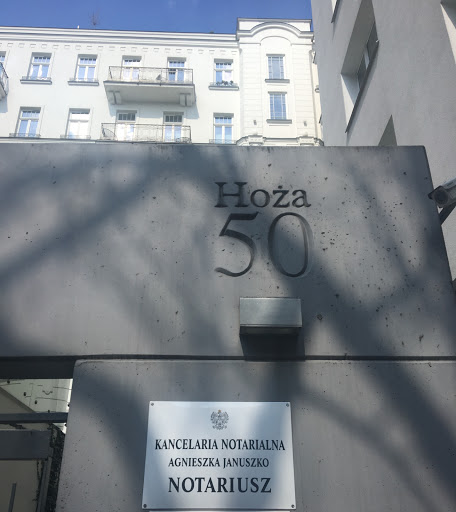 Hoża
50
KANCELARIA NOTARIALNA
AGNIESZKA JANUSZKO
NOTARIUSZ